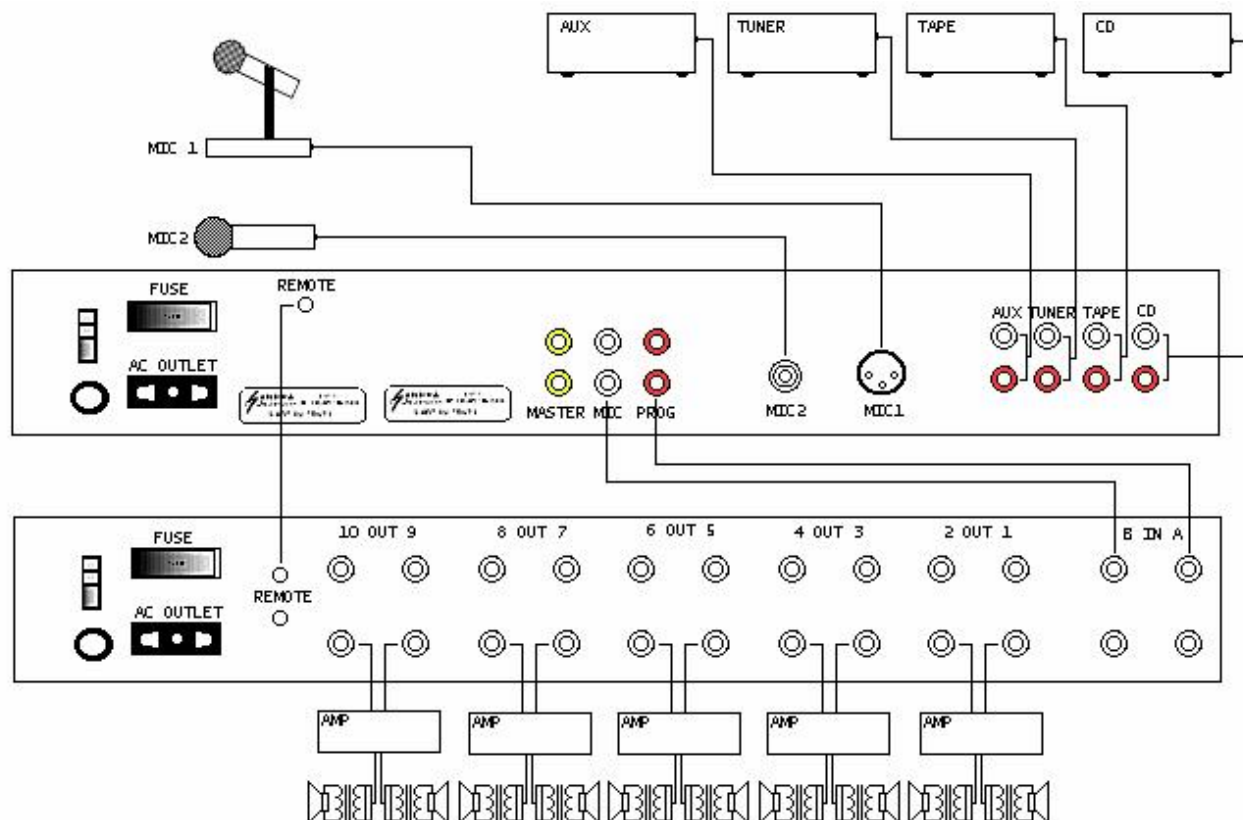 AUX
TUNER
TAPE
CD
MIC 1
MIC2
FUSE
REMOTE
AC OUTLET
AUX TUNER TAPE CD
MASTER MIC PROG
MIC2
MIC1
FUSE
10 OUT 9
8 OUT 7
6 OUT 5
4 OUT 3
2 OUT 1
B IN A
REMOTE
AC OUTLET
AMP
AMP
AMP
AMP
AMP